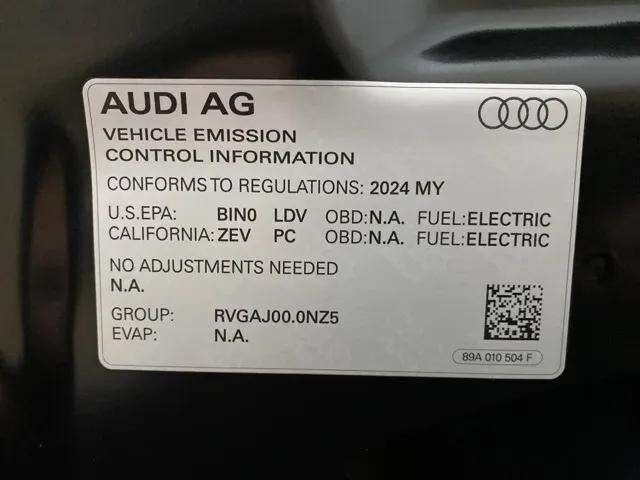 AUDI AG
VEHICLE EMISSION
CONTROL INFORMATION
CONFORMS TO REGULATIONS: 2024 MY
U.S.EPA: BIN0 LDV OBD:N.A. FUEL:ELECTRIC
CALIFORNIA: ZEV PC OBD:N.A. FUEL:ELECTRIC
NO ADJUSTMENTS NEEDED
N.A.
GROUP: RVGAJ00.0NZ5
EVAP: N.A.
89A 010 504 F